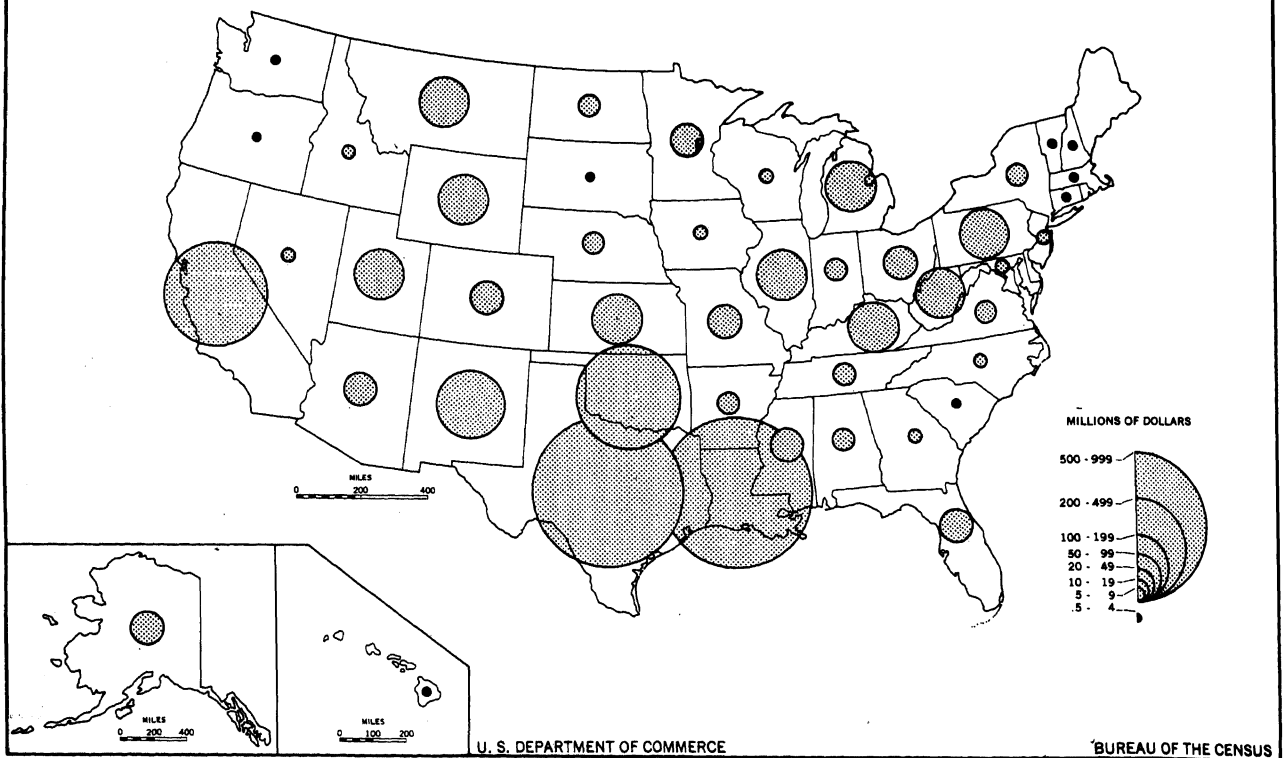 MILLIONS OF DOLLARS
500 - 999
200 - 499
100 - 199
50 - 99
20 - 49
10 - 19
5 - 9
.5 - 4
MILES
0 200 400
MILES
0 200 400
MILES
0 100 200
U. S. DEPARTMENT OF COMMERCE
BUREAU OF THE CENSUS